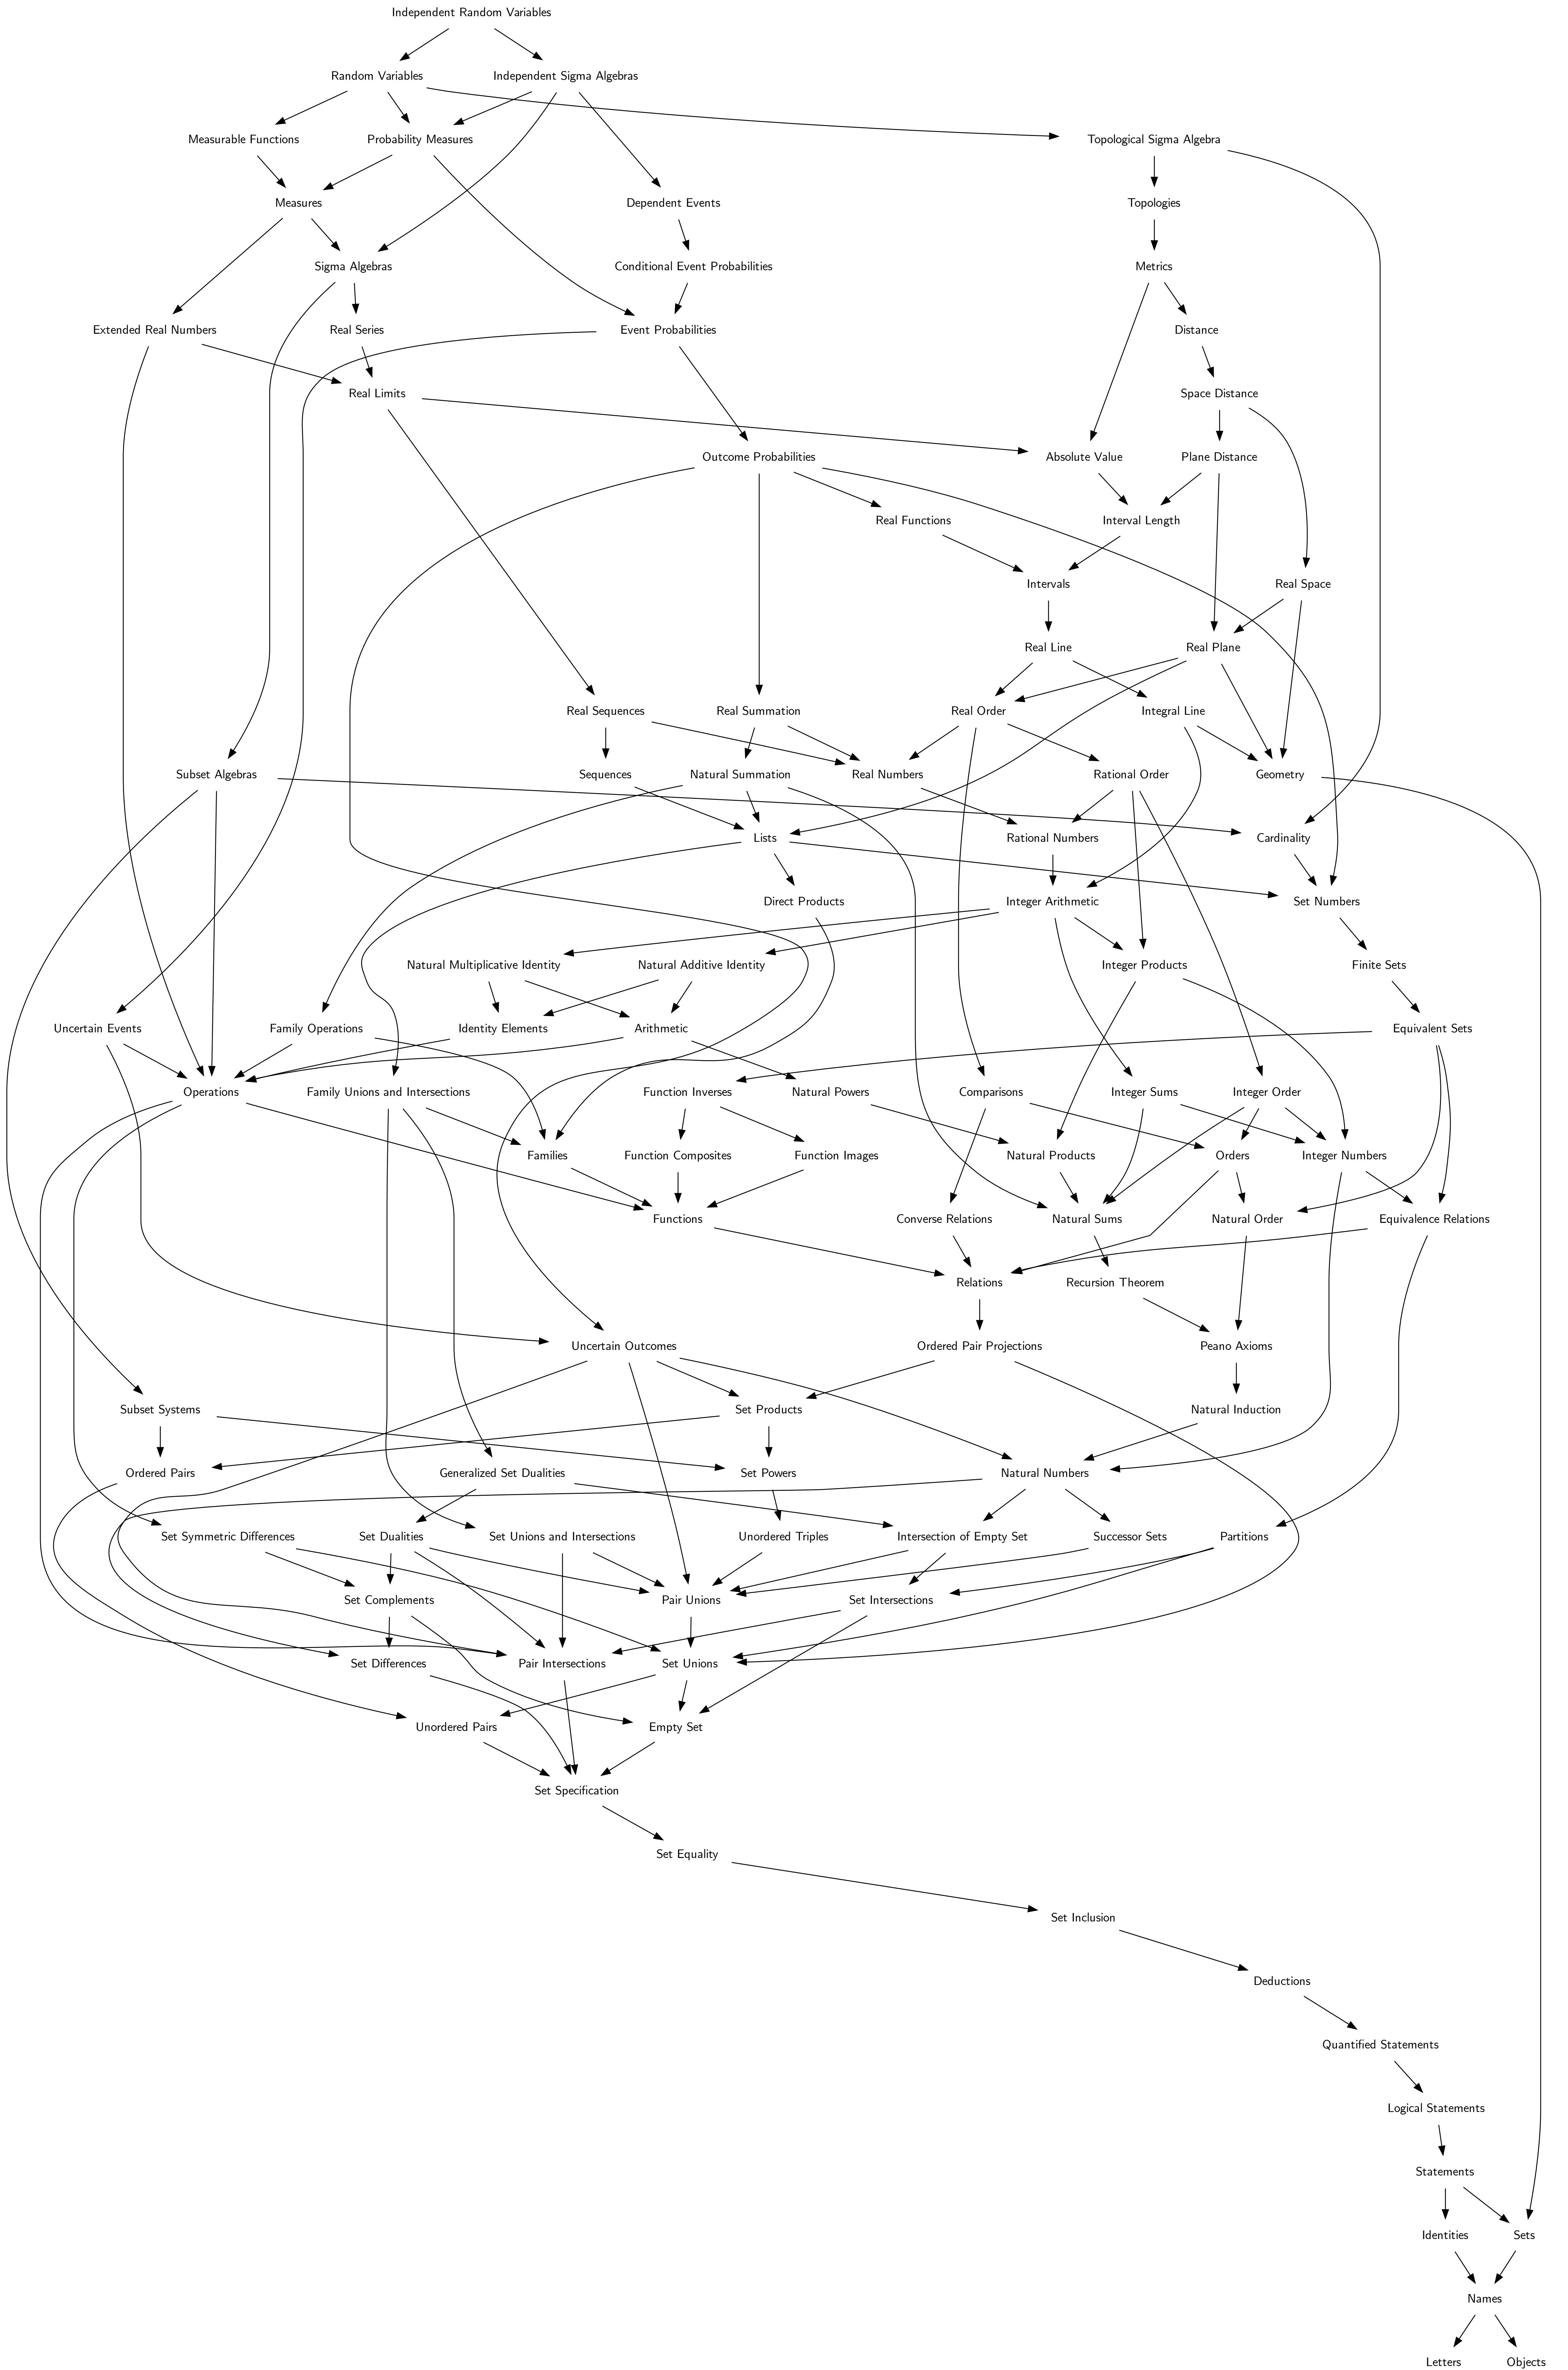 Independent Random Variables
Random Variables
Independent Sigma Algebras
Measurable Functions
Probability Measures
Topological Sigma Algebra
Measures
Dependent Events
Topologies
Sigma Algebras
Conditional Event Probabilities
Metrics
Extended Real Numbers
Real Series
Event Probabilities
Distance
Real Limits
Space Distance
Outcome Probabilities
Absolute Value
Plane Distance
Real Functions
Interval Length
Intervals
Real Space
Real Line
Real Plane
Real Sequences
Real Summation
Real Order
Integral Line
Subset Algebras
Sequences
Natural Summation
Real Numbers
Rational Order
Geometry
Lists
Rational Numbers
Cardinality
Direct Products
Integer Arithmetic
Set Numbers
Natural Multiplicative Identity
Natural Additive Identity
Integer Products
Finite Sets
Uncertain Events
Family Operations
Identity Elements
Arithmetic
Equivalent Sets
Operations
Family Unions and Intersections
Function Inverses
Natural Powers
Comparisons
Integer Sums
Integer Order
Families
Function Composites
Function Images
Natural Products
Orders
Integer Numbers
Functions
Converse Relations
Natural Sums
Natural Order
Equivalence Relations
Relations
Recursion Theorem
Uncertain Outcomes
Ordered Pair Projections
Peano Axioms
Subset Systems
Set Products
Natural Induction
Ordered Pairs
Generalized Set Dualities
Set Powers
Natural Numbers
Set Symmetric Differences
Set Dualities
Set Unions and Intersections
Unordered Triples
Intersection of Empty Set
Successor Sets
Partitions
Set Complements
Pair Unions
Set Intersections
Set Differences
Pair Intersections
Set Unions
Unordered Pairs
Empty Set
Set Specification
Set Equality
Set Inclusion
Deductions
Quantified Statements
Logical Statements
Statements
Identities
Sets
Names
Letters
Objects